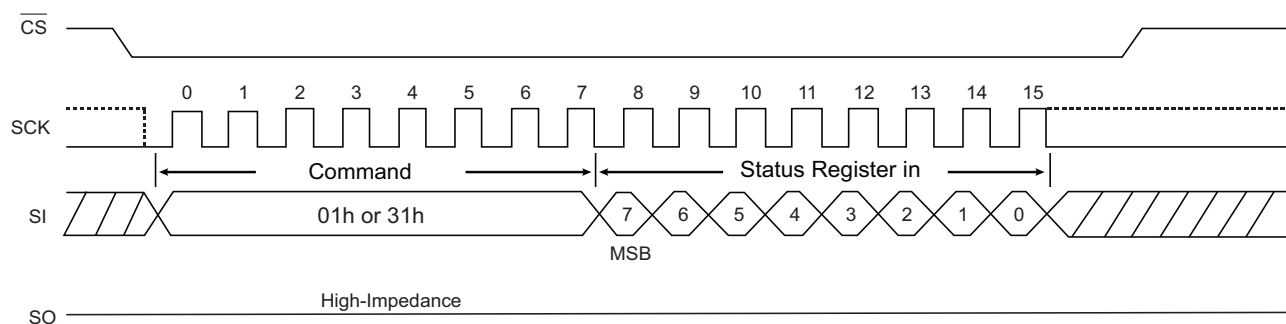 CS
0 1 2 3 4 5 6 7 8 9 10 11 12 13 14 15
SCK
Command Status Register in
SI 01h or 31h 7 6 5 4 3 2 1 0
MSB
High-Impedance
SO